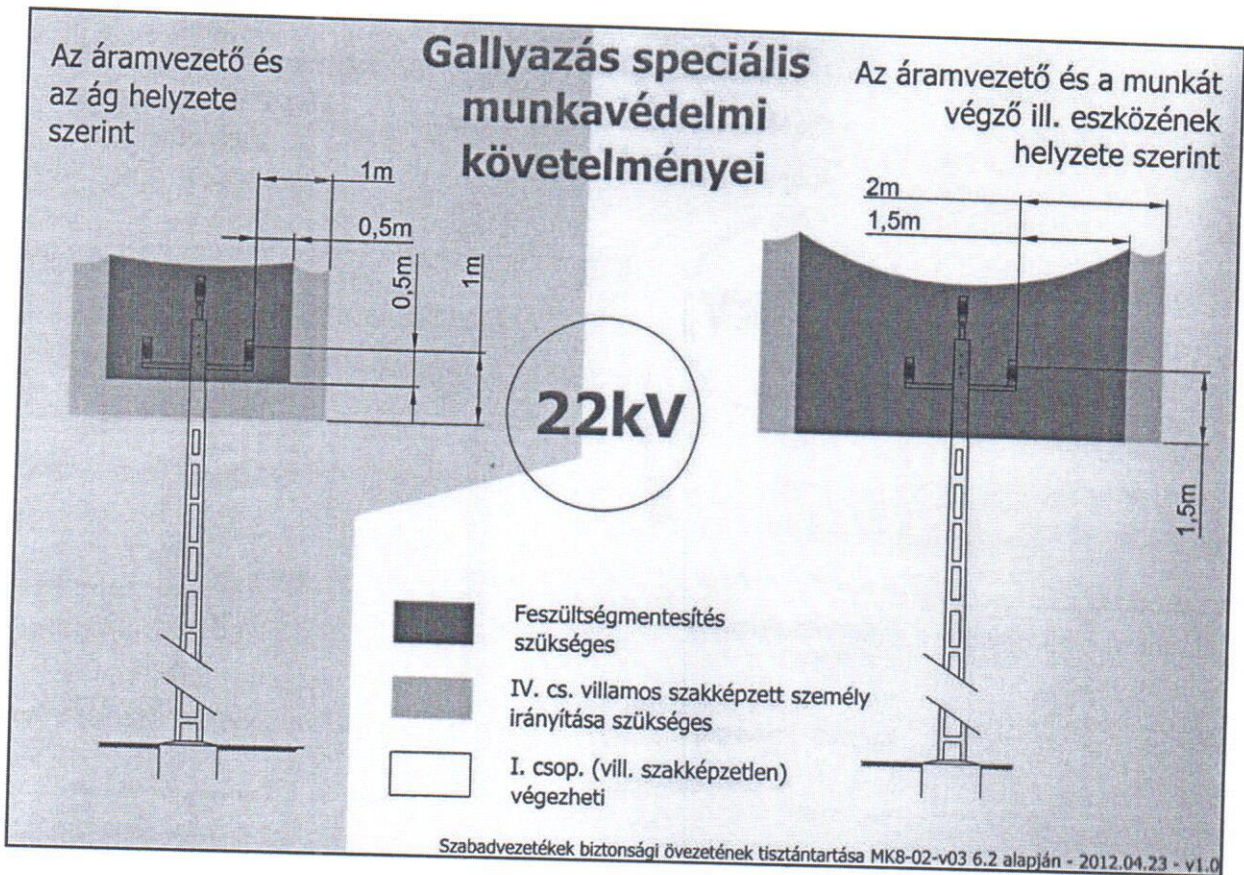 Az áramvezető és
az ág helyzete
szerint
Gallyazás speciális
munkavédelmi
követelményei
Az áramvezető és a munkát
végző ill. eszközének
helyzete szerint
1m
0,5m
0,5m
1m
2m
1,5m
1,5m
22kV
Feszültségmentesítés
szükséges
IV. cs. villamos szakképzett személy
irányítása szükséges
I. csop. (vill. szakképzetlen)
végezheti
Szabadvezetékek biztonsági övezetének tisztántartása MK8-02-v03 6.2 alapján - 2012.04.23 - v1.0